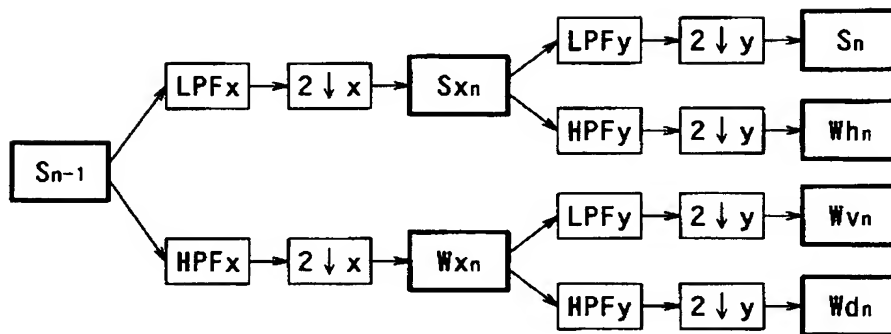 LPFy 2↓y Sn
LPFx 2↓x Sxn
HPFy 2↓y Whn
Sn-1
LPFy 2↓y Wvn
HPFx 2↓x Wxn
HPFy 2↓y Wdn